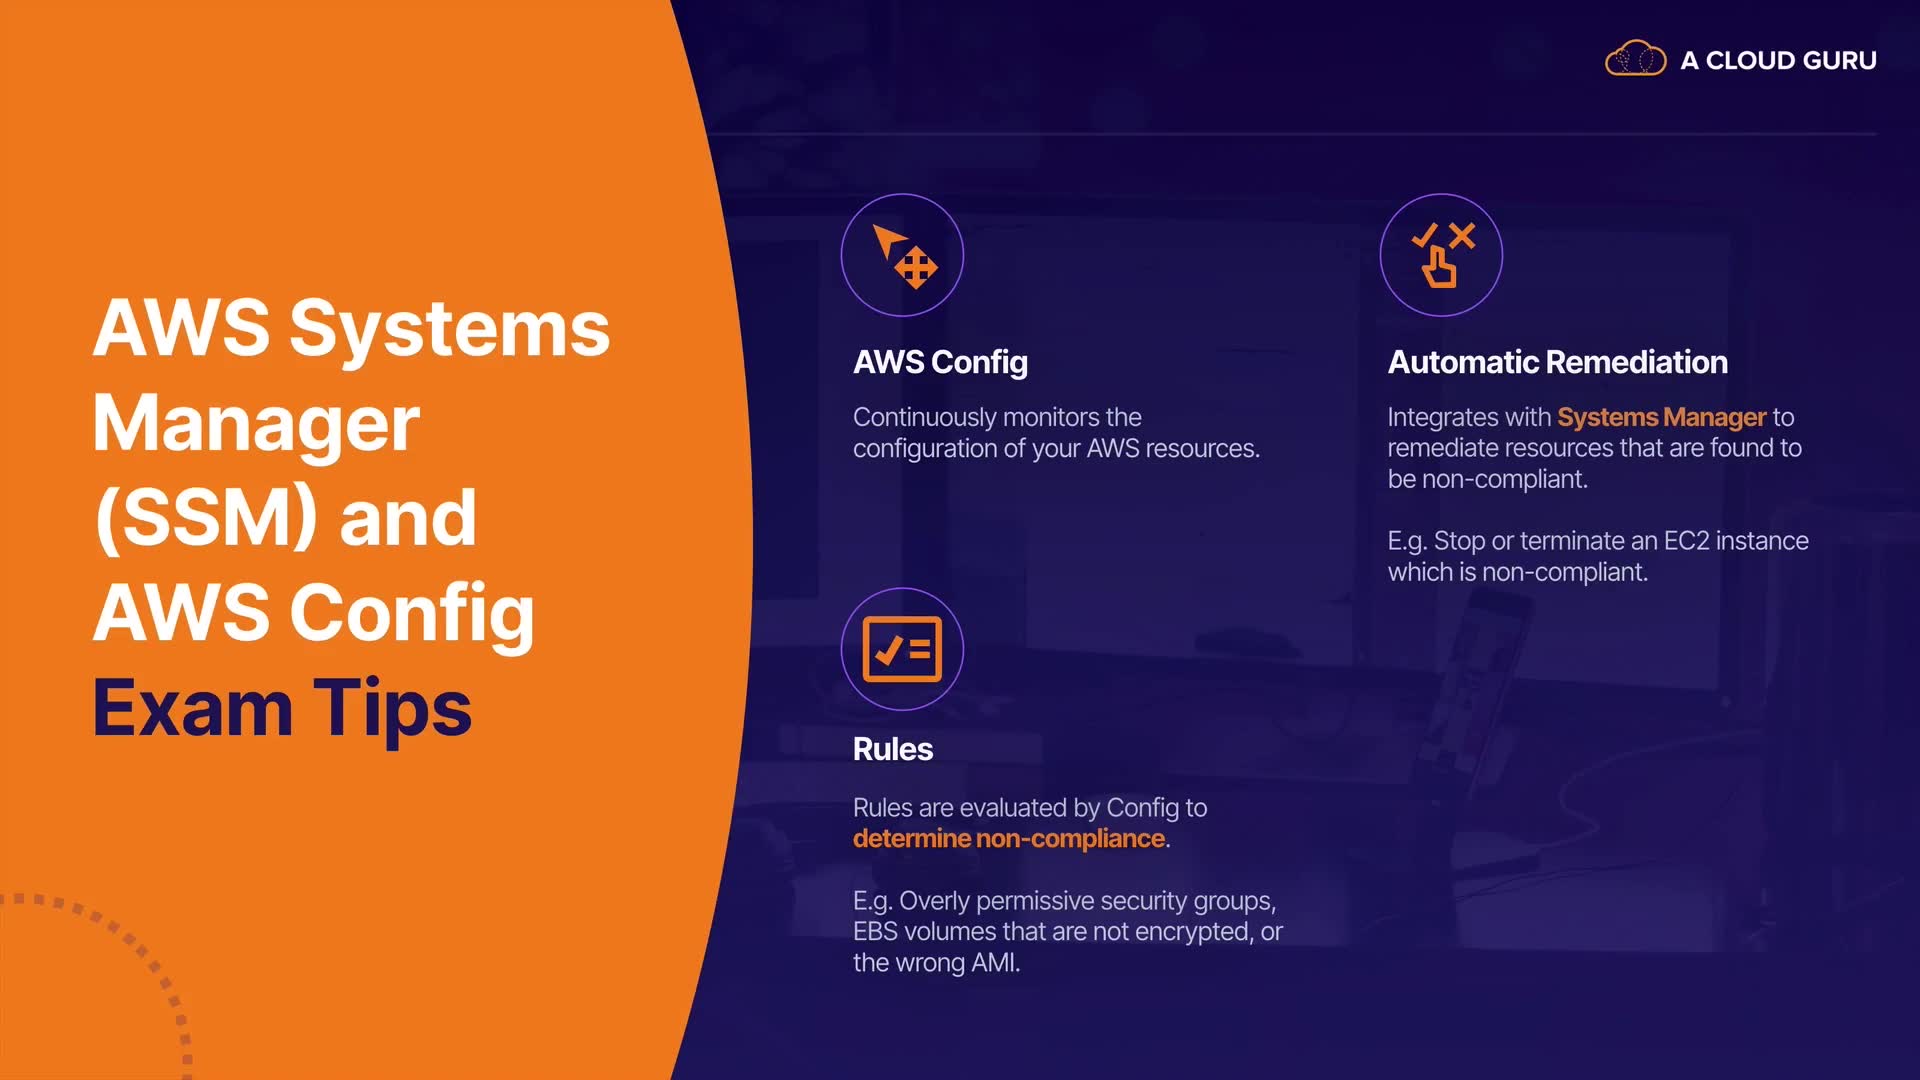 A CLOUD GURU
AWS Systems
Manager
(SSM) and
AWS Config
Exam Tips
AWS Config
Continuously monitors the
configuration of your AWS resources.
Rules
Rules are evaluated by Config to
determine non-compliance.
E.g. Overly permissive security groups,
EBS volumes that are not encrypted, or
the wrong AMI.
Automatic Remediation
Integrates with Systems Manager to
remediate resources that are found to
be non-compliant.
E.g. Stop or terminate an EC2 instance
which is non-compliant.